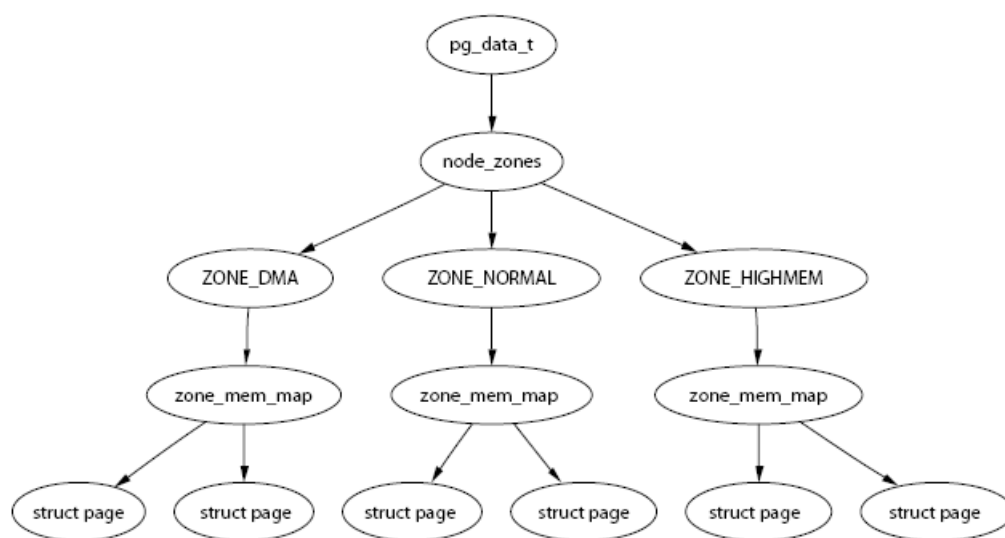 pg_data_t
node_zones
ZONE_DMA
ZONE_NORMAL
ZONE_HIGHMEM
zone_mem_map
zone_mem_map
zone_mem_map
struct page
struct page
struct page
struct page
struct page
struct page